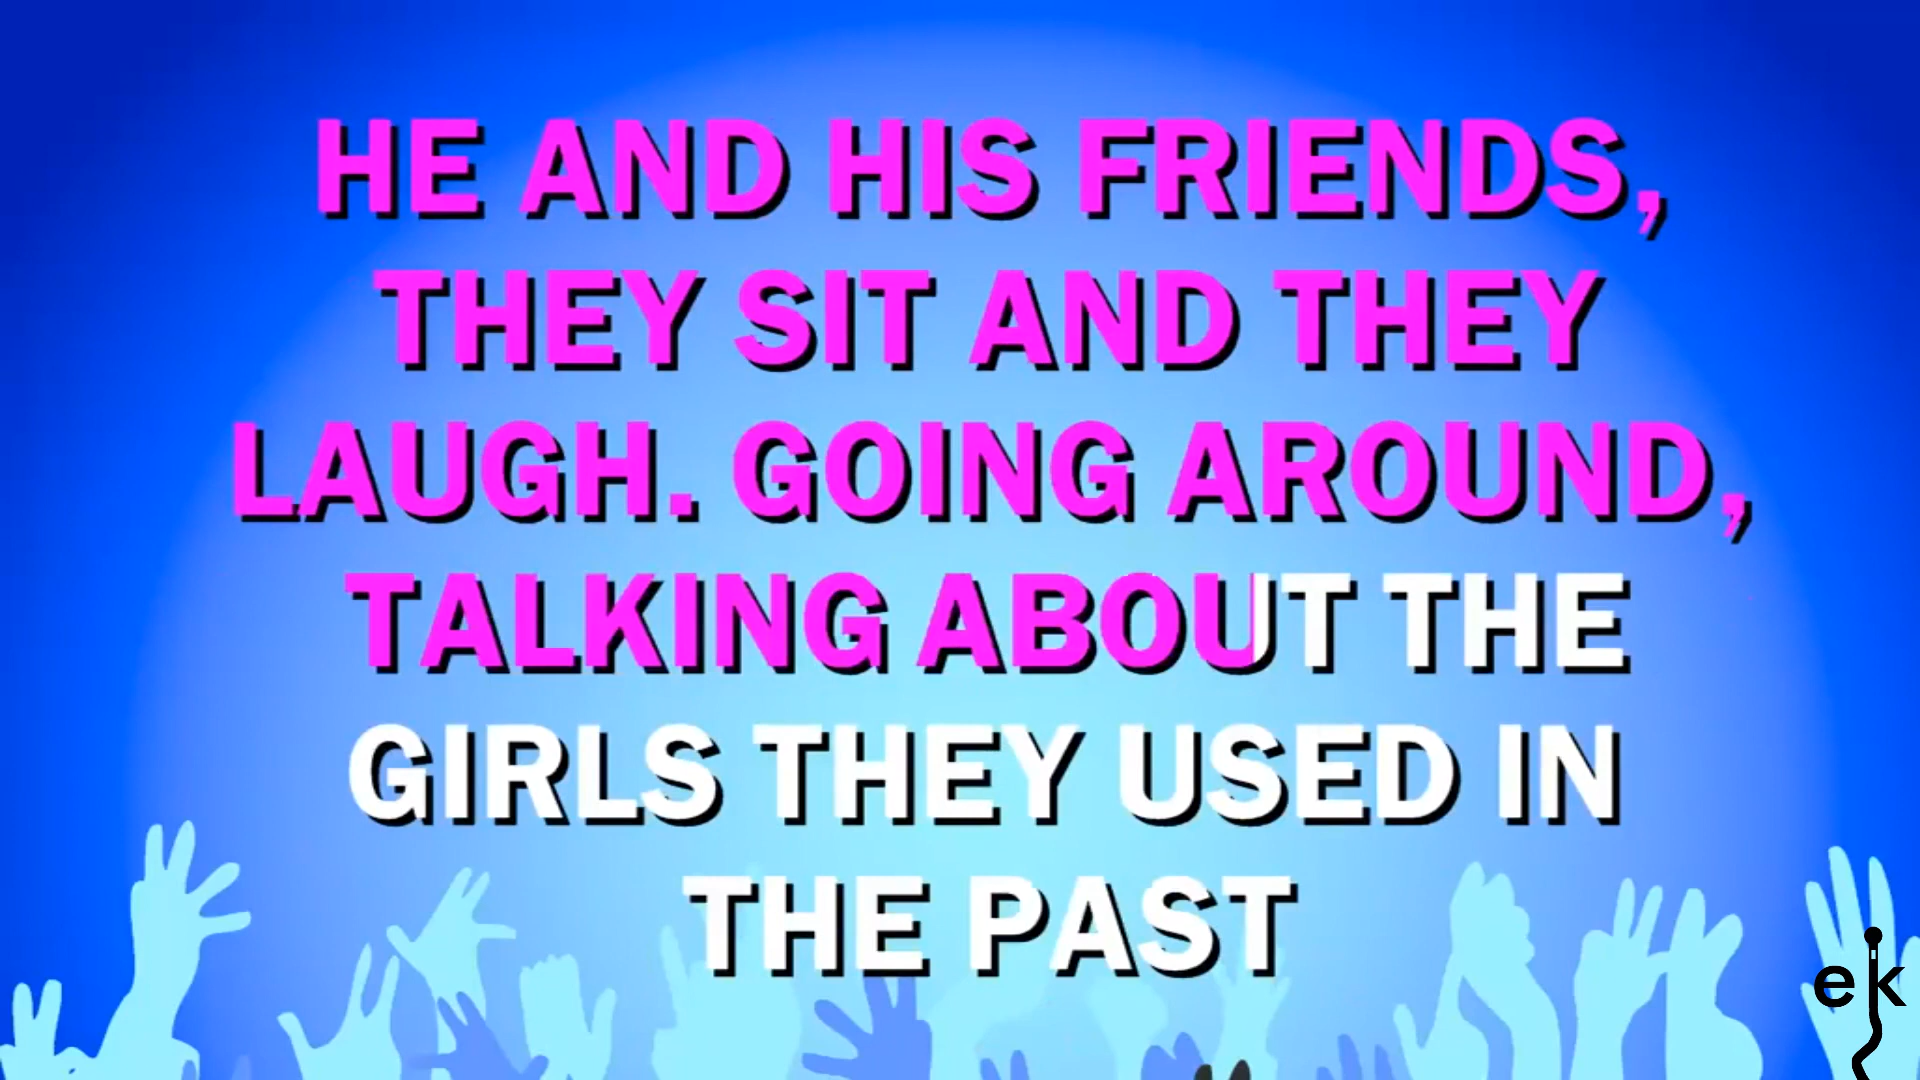 HE AND HIS FRIENDS,
THEY SIT AND THEY
LAUGH. GOING AROUND,
TALKING ABOUT THE
GIRLS THEY USED IN
THE PAST
ek